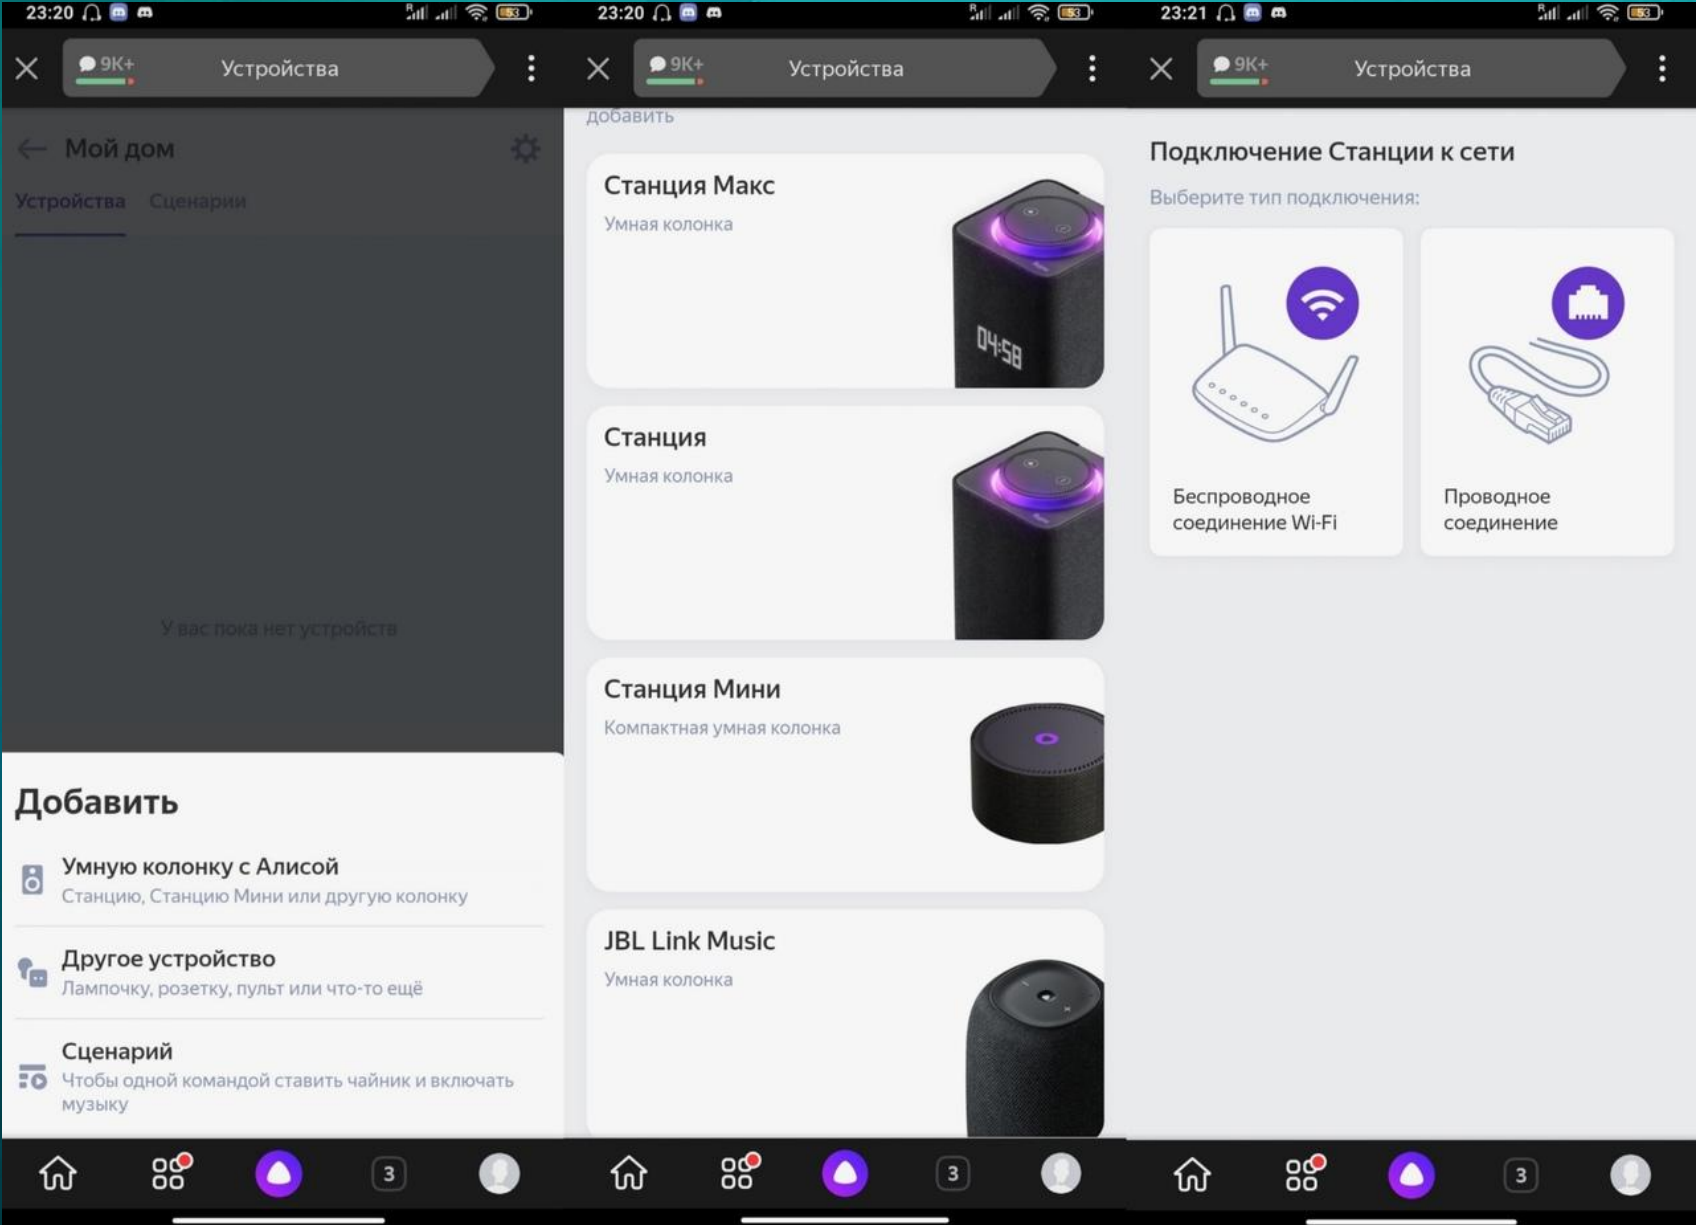 23:20
53
9K+
Устройства
Мой дом
Устройства Сценарии
У вас пока нет устройств
Добавить
Умную колонку с Алисой
Станцию, Станцию Мини или другую колонку
Другое устройство
Лампочку, розетку, пульт или что-то ещё
Сценарий
Чтобы одной командой ставить чайник и включать
музыку
3
23:20
53
9K+
Устройства
добавить
Станция Макс
Умная колонка
04:58
Станция
Умная колонка
Станция Мини
Компактная умная колонка
JBL Link Music
Умная колонка
3
23:21
53
9K+
Устройства
Подключение Станции к сети
Выберите тип подключения:
Беспроводное
соединение Wi-Fi
Проводное
соединение
3